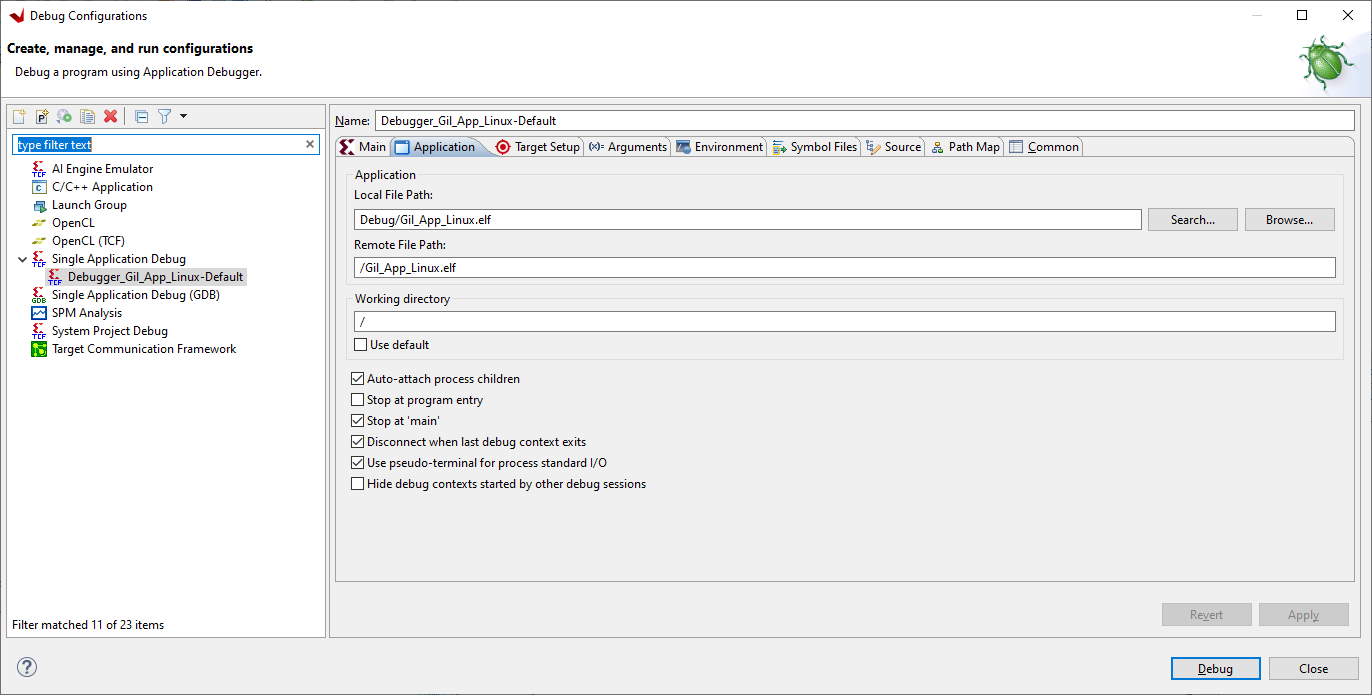 Debug Configurations
Create, manage, and run configurations
Debug a program using Application Debugger.
type filter text
AI Engine Emulator
C/C++ Application
Launch Group
OpenCL
OpenCL (TCF)
Single Application Debug
Debugger_Gil_App_Linux-Default
Single Application Debug (GDB)
SPM Analysis
System Project Debug
Target Communication Framework
Filter matched 11 of 23 items
Name: Debugger_Gil_App_Linux-Default
Main Application Target Setup (x)= Arguments Environment Symbol Files Source Path Map Common
Application
Local File Path:
Debug/Gil_App_Linux.elf Search... Browse...
Remote File Path:
/Gil_App_Linux.elf
Working directory
/
Use default
Auto-attach process children
Stop at program entry
Stop at 'main'
Disconnect when last debug context exits
Use pseudo-terminal for process standard I/O
Hide debug contexts started by other debug sessions
Revert Apply
? Debug Close